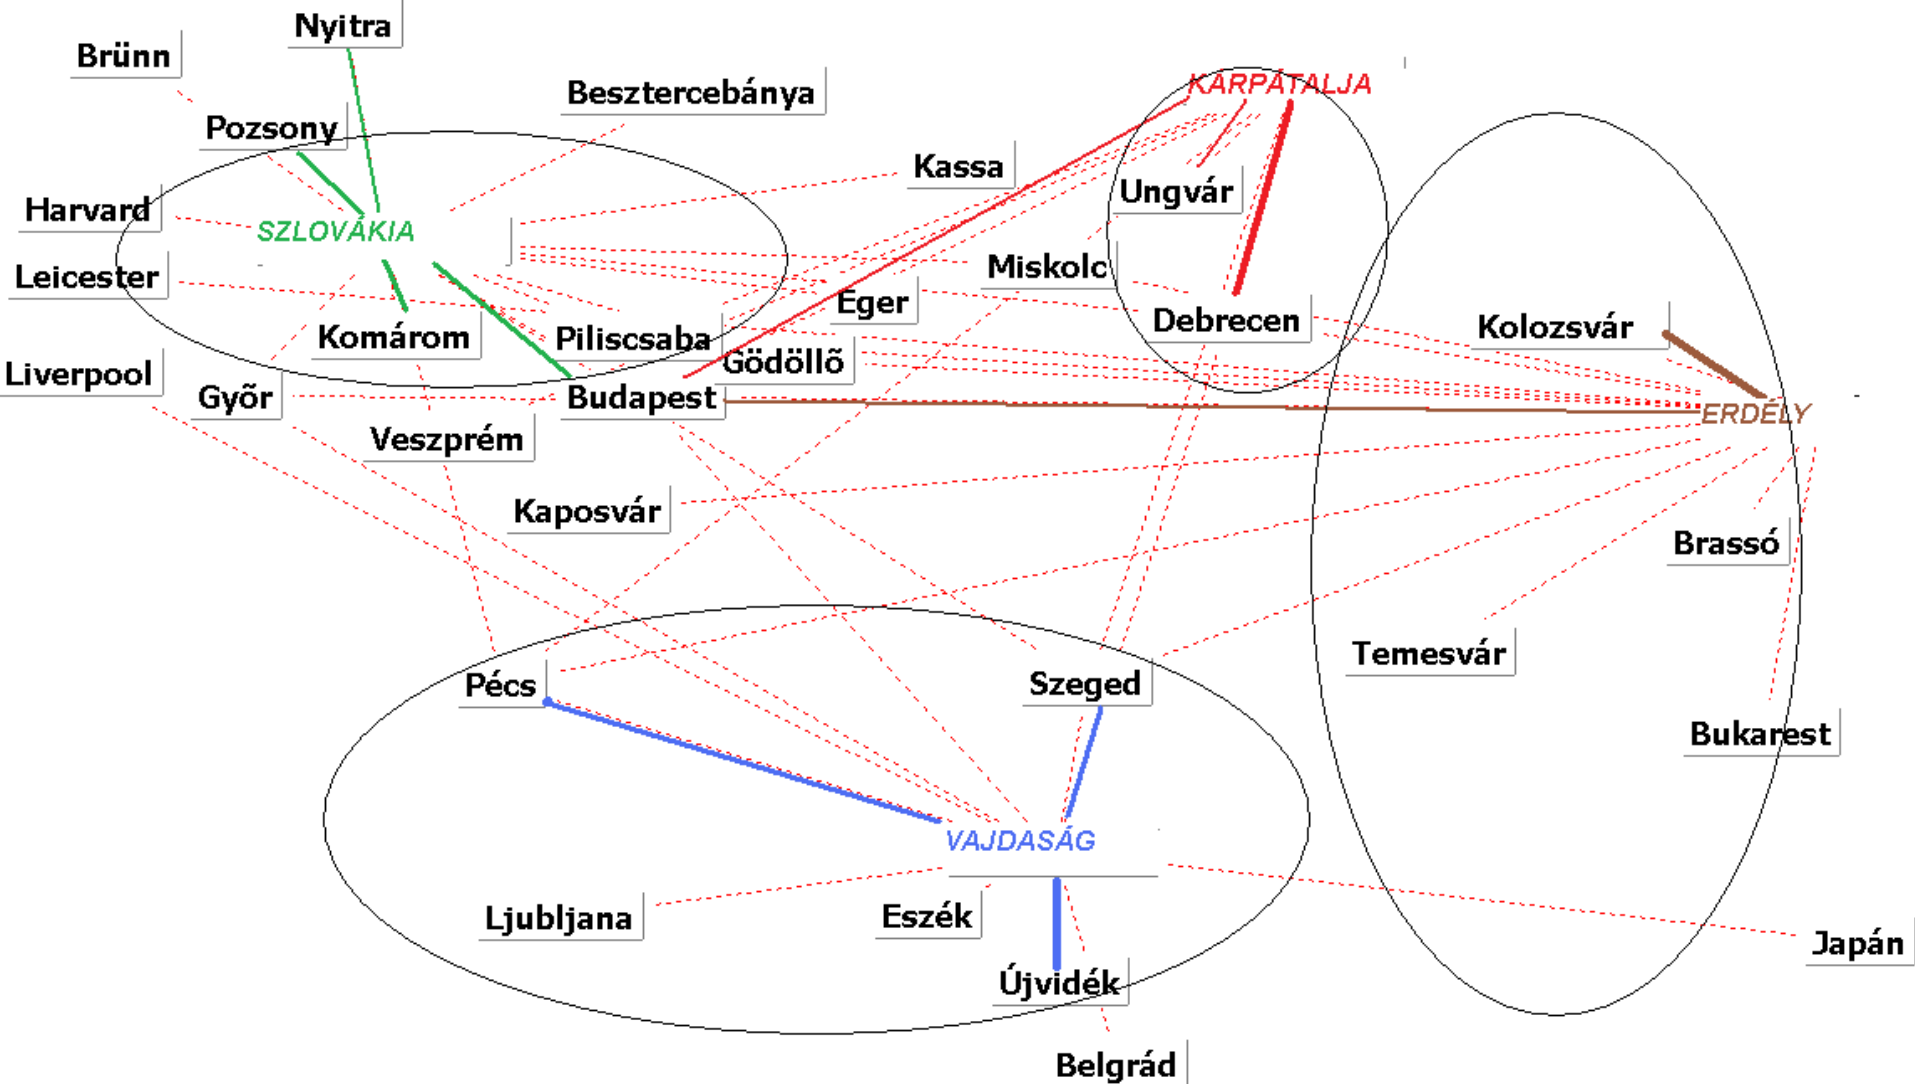 Nyitra
Brünn
KÁRPÁTALJA
Besztercebánya
Pozsony
Kassa
Ungvár
Harvard
SZLOVÁKIA
Miskolc
Leicester
Eger
Debrecen
Kolozsvár
Komárom
Piliscsaba
Gödöllő
Liverpool
Győr
Budapest
ERDÉLY
Veszprém
Kaposvár
Brassó
Temesvár
Pécs
Szeged
Bukarest
VAJDASÁG
Ljubljana
Eszék
Japán
Újvidék
Belgrád